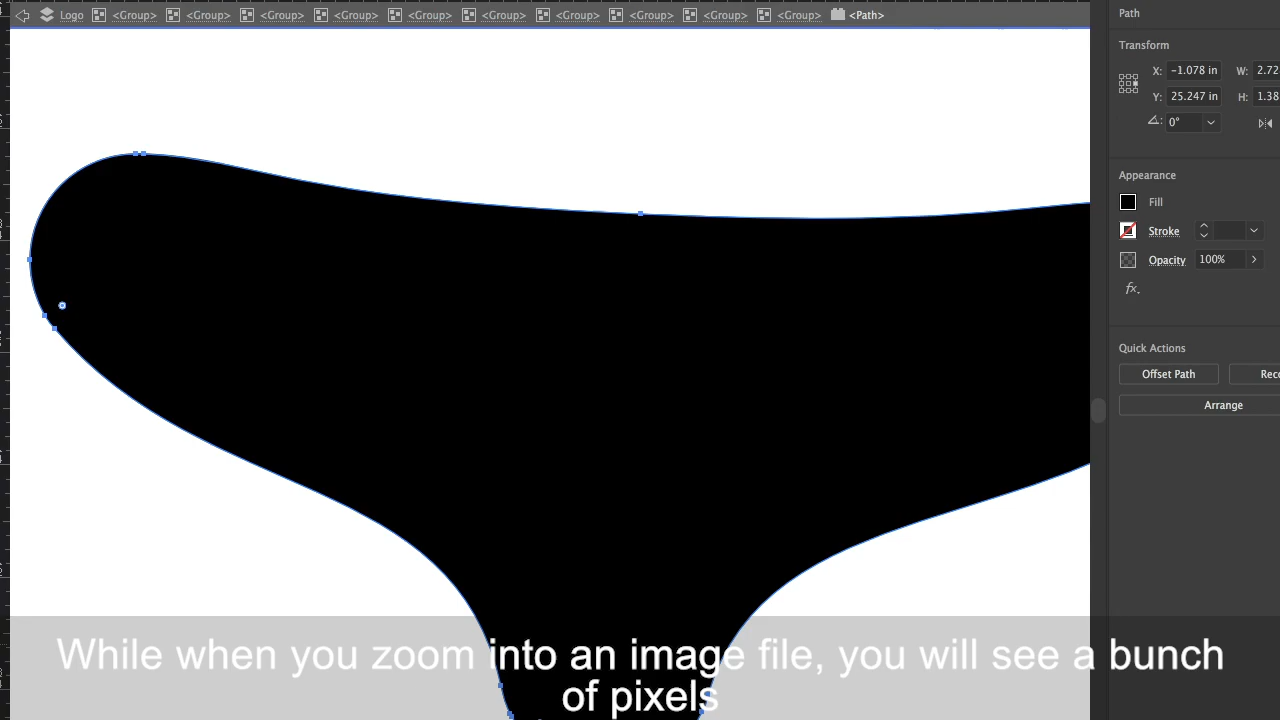 Logo <Group> <Group> <Group> <Group> <Group> <Group> <Group> <Group> <Group> <Group> <Path>
Path
Transform
X: -1.078 in W: 2.72
Y: 25.247 in H: 1.38
0°
Appearance
Fill
Stroke
Opacity 100%
fx.
Quick Actions
Offset Path Reco
Arrange
While when you zoom into an image file, you will see a bunch
of pixels